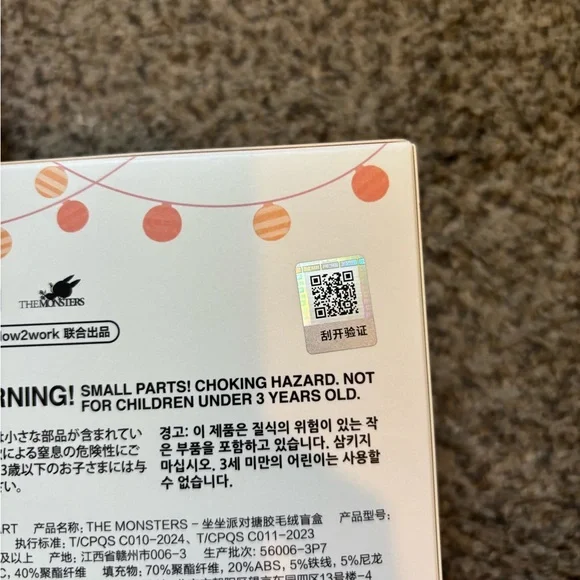 THE MONSTERS
low2work 联合出品
刮开验证
RNING! SMALL PARTS! CHOKING HAZARD. NOT
FOR CHILDREN UNDER 3 YEARS OLD.
は小さな部品が含まれてい
による窒息の危険性にご
3歳以下のお子さまには与
さい。
경고: 이 제품은 질식의 위험이 있는 작
은 부품을 포함하고 있습니다. 삼키지
마십시오. 3세 미만의 어린이는 사용할
수 없습니다.
ART 产品名称: THE MONSTERS – 坐坐派对搪胶毛绒盲盒 产品型号:
执行标准: T/CPQS C010-2024、T/CPQS C011-2023
及以上 产地: 江西省赣州市006-3 生产批次: 56006-3P7
C, 40%聚酯纤维 填充物: 70%聚酯纤维, 20%ABS, 5%铁线, 5%尼龙